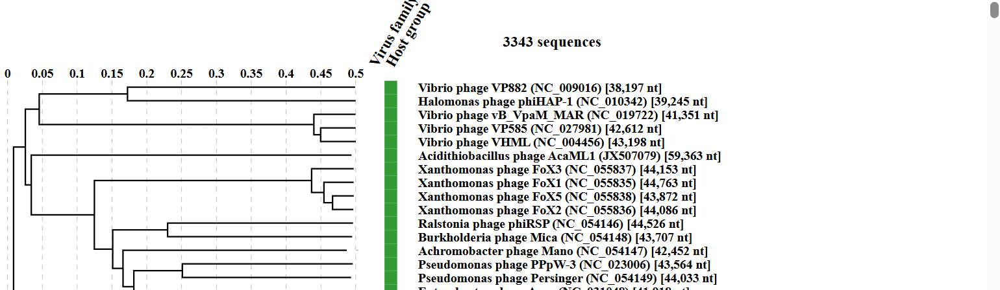 Virus family
Host group
3343 sequences
0 0.05 0.1 0.15 0.2 0.25 0.3 0.35 0.4 0.45 0.5
Vibrio phage VP882 (NC_009016) [38,197 nt]
Halomonas phage phiHAP-1 (NC_010342) [39,245 nt]
Vibrio phage vB_VpaM_MAR (NC_019722) [41,351 nt]
Vibrio phage VP585 (NC_027981) [42,612 nt]
Vibrio phage VHML (NC_004456) [43,198 nt]
Acidithiobacillus phage AcaML1 (JX507079) [59,363 nt]
Xanthomonas phage FoX3 (NC_055837) [44,153 nt]
Xanthomonas phage FoX1 (NC_055835) [44,763 nt]
Xanthomonas phage FoX5 (NC_055838) [43,872 nt]
Xanthomonas phage FoX2 (NC_055836) [44,086 nt]
Ralstonia phage phiRSP (NC_054146) [44,526 nt]
Burkholderia phage Mica (NC_054148) [43,707 nt]
Achromobacter phage Mano (NC_054147) [42,452 nt]
Pseudomonas phage PPpW-3 (NC_023006) [43,564 nt]
Pseudomonas phage Persinger (NC_054149) [44,033 nt]